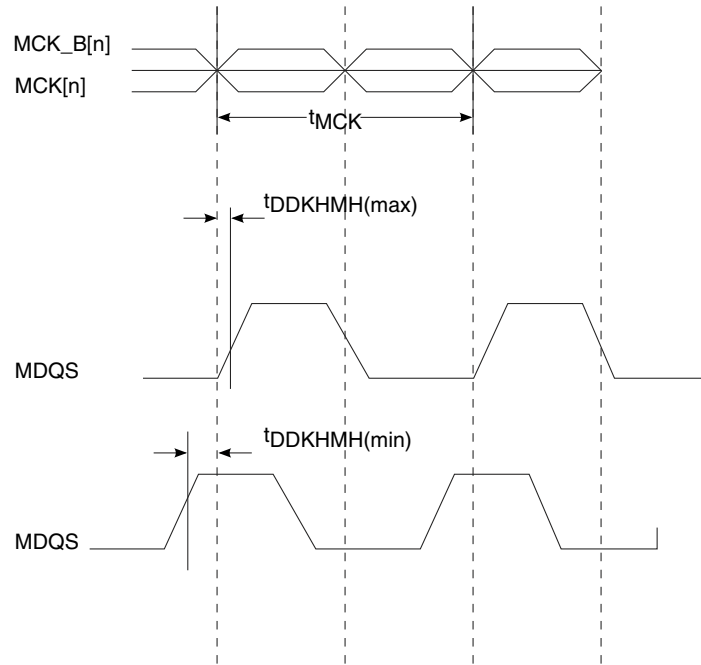 MCK_B[n]
MCK[n]
tMCK
tDDKHMH(max)
MDQS
tDDKHMH(min)
MDQS